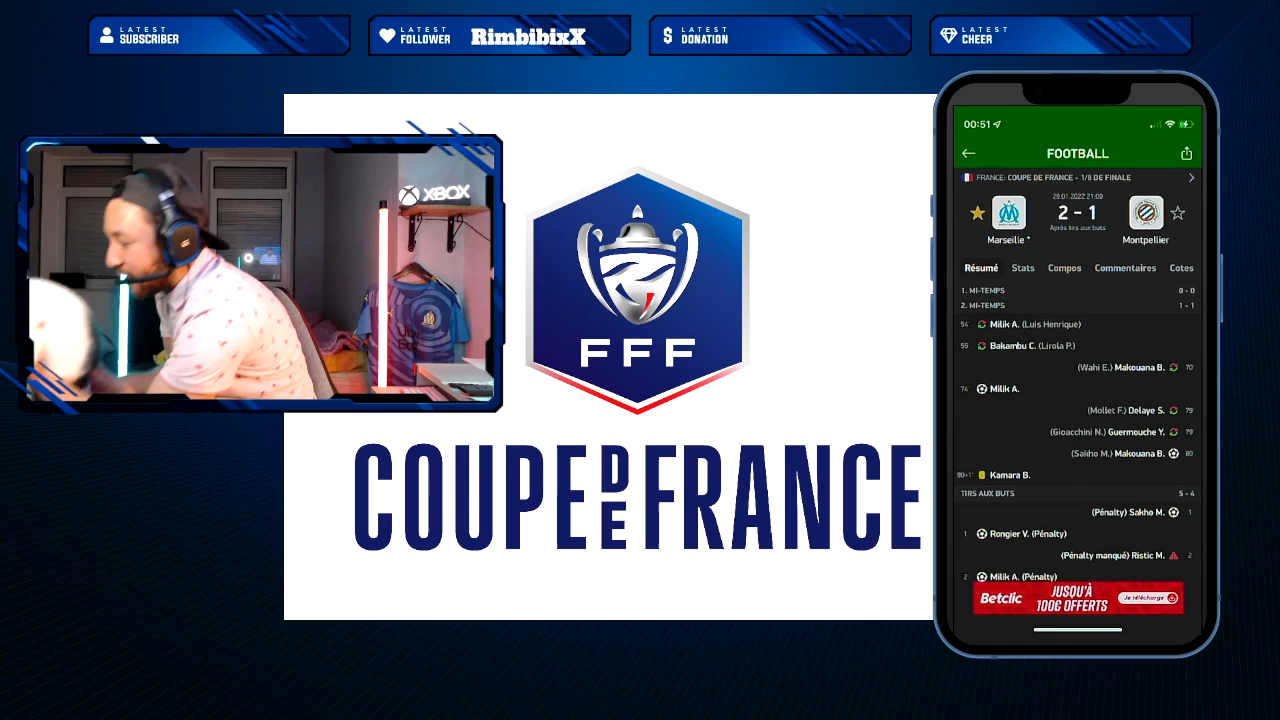 LATEST
SUBSCRIBER
LATEST
FOLLOWER
RimbibixX
LATEST
DONATION
LATEST
CHEER
XBOX
FFF
COUPE DE FRANCE
00:51
FOOTBALL
FRANCE: COUPE DE FRANCE - 1/8 DE FINALE
29.01.2022 21:00
2 - 1
Après tirs aux buts
Marseille *
Montpellier
Résumé Stats Compos Commentaires Cotes
1. MI-TEMPS 0 - 0
2. MI-TEMPS 1 - 1
54' Milik A. (Luis Henrique)
55' Bakambu C. (Lirola P.)
(Wahi E.) Makouana B. 70'
74' Milik A.
(Mollet F.) Delaye S. 79'
(Gioacchini N.) Guermouche Y. 79'
(Sakho M.) Makouana B. 80'
90+1' Kamara B.
TIRS AUX BUTS 5 - 4
(Pénalty) Sakho M. 1
1 Rongier V. (Pénalty)
(Pénalty manqué) Ristic M. 2
2 Milik A. (Pénalty)
Betclic
JUSQU'À
100€ OFFERTS
Je télécharge